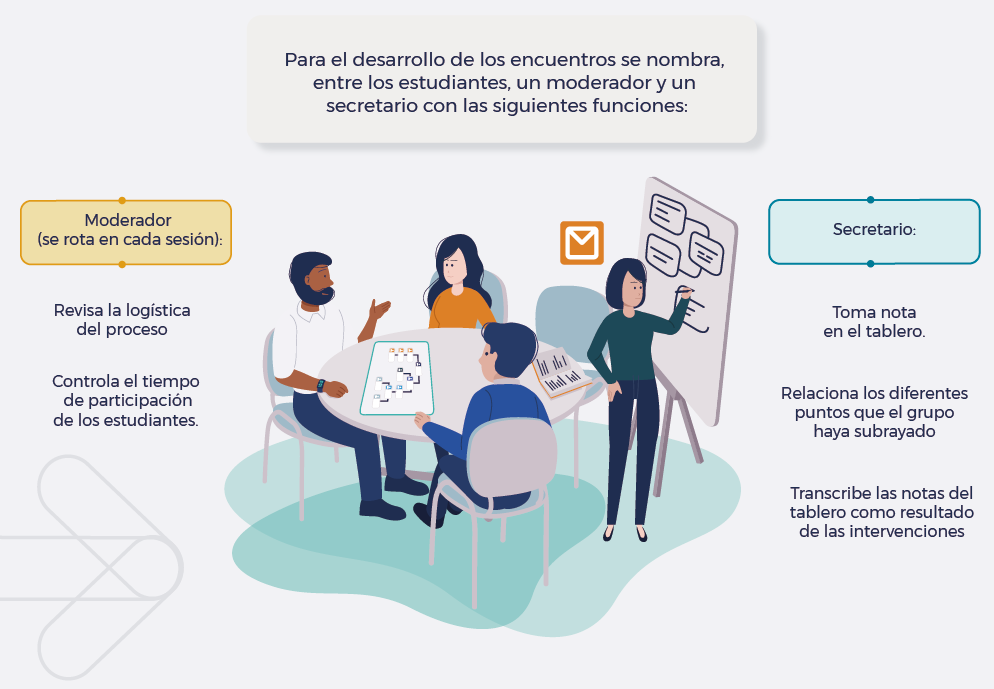 Para el desarrollo de los encuentros se nombra,
entre los estudiantes, un moderador y un
secretario con las siguientes funciones:
Moderador
(se rota en cada sesión):
Revisa la logística
del proceso
Controla el tiempo
de participación
de los estudiantes.
Secretario:
Toma nota
en el tablero.
Relaciona los diferentes
puntos que el grupo
haya subrayado
Transcribe las notas del
tablero como resultado
de las intervenciones